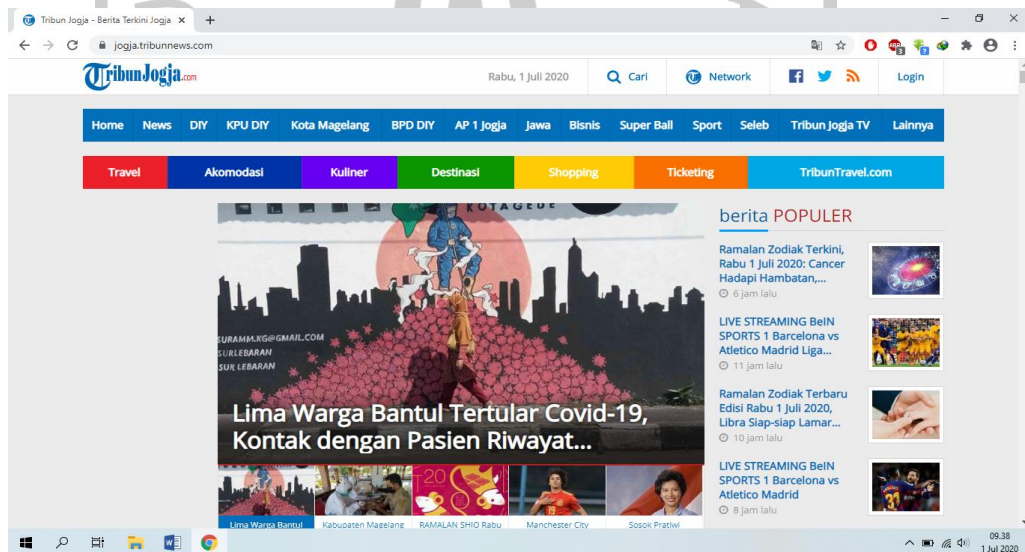 Tribun Jogja - Berita Terkini Jogja
jogja.tribunnews.com
TribunJogja.com
Rabu, 1 Juli 2020
Cari
Network
Login
Home News DIY KPU DIY Kota Magelang BPD DIY AP 1 Jogja Jawa Bisnis Super Ball Sport Seleb Tribun Jogja TV Lainnya
Travel Akomodasi Kuliner Destinasi Shopping Ticketing TribunTravel.com
KOTAGEDE
SURAMM.KG@GMAIL.COM
SURLEBARAN
SUR LEBARAN
Lima Warga Bantul Tertular Covid-19,
Kontak dengan Pasien Riwayat...
Lima Warga Bantul
Kabupaten Magelang
RAMALAN SHIO Rabu
Manchester City
Sosok Pratiwi
berita POPULER
Ramalan Zodiak Terkini,
Rabu 1 Juli 2020: Cancer
Hadapi Hambatan,...
6 jam lalu
LIVE STREAMING BeIN
SPORTS 1 Barcelona vs
Atletico Madrid Liga...
11 jam lalu
Ramalan Zodiak Terbaru
Edisi Rabu 1 Juli 2020,
Libra Siap-siap Lamar...
10 jam lalu
LIVE STREAMING BeIN
SPORTS 1 Barcelona vs
Atletico Madrid
8 jam lalu
09.38
1 Jul 2020